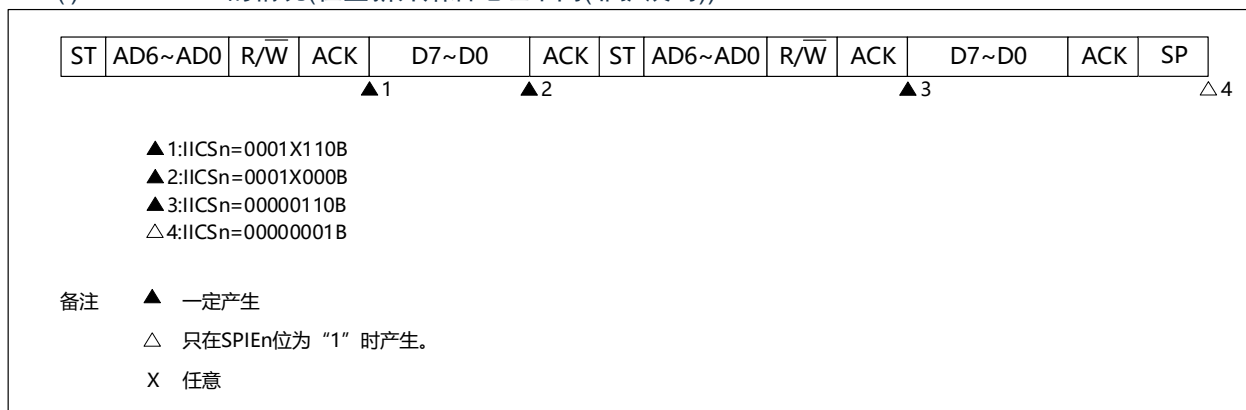 ST AD6~AD0 R/W ACK D7~D0 ACK ST AD6~AD0 R/W ACK D7~D0 ACK SP
▲1 ▲2 ▲3 △4
▲1:IICSn=0001X110B
▲2:IICSn=0001X000B
▲3:IICSn=00000110B
△4:IICSn=00000001B
备注 ▲ 一定产生
△ 只在SPIEn位为“1”时产生。
X 任意